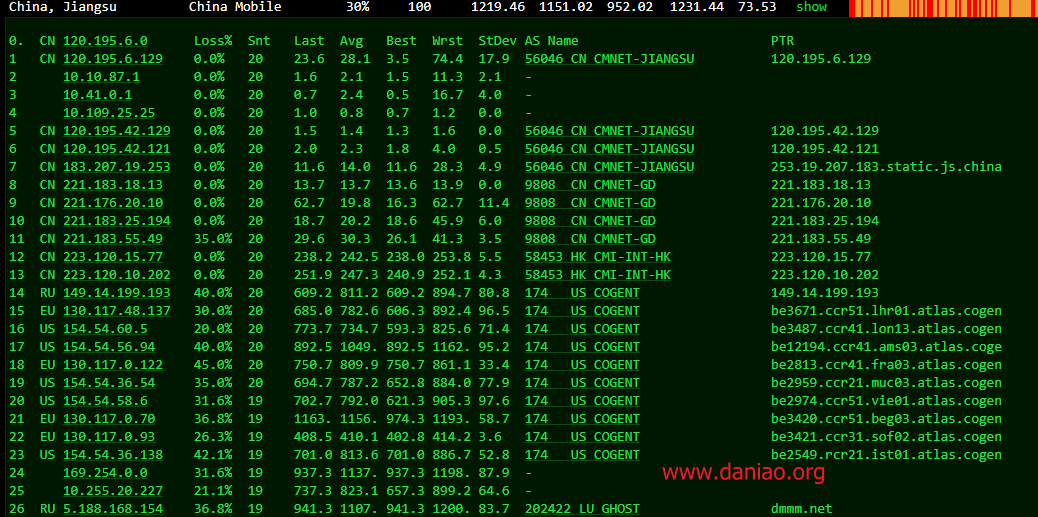 China, Jiangsu China Mobile 30% 100 1219.46 1151.02 952.02 1231.44 73.53 show
0. CN 120.195.6.0 Loss% Snt Last Avg Best Wrst StDev AS Name PTR
1 CN 120.195.6.129 0.0% 20 23.6 28.1 3.5 74.4 17.9 56046 CN CMNET-JIANGSU 120.195.6.129
2 10.10.87.1 0.0% 20 1.6 2.1 1.5 11.3 2.1 -
3 10.41.0.1 0.0% 20 0.7 2.4 0.5 16.7 4.0 -
4 10.109.25.25 0.0% 20 1.0 0.8 0.7 1.2 0.0 -
5 CN 120.195.42.129 0.0% 20 1.5 1.4 1.3 1.6 0.0 56046 CN CMNET-JIANGSU 120.195.42.129
6 CN 120.195.42.121 0.0% 20 2.0 2.3 1.8 4.0 0.5 56046 CN CMNET-JIANGSU 120.195.42.121
7 CN 183.207.19.253 0.0% 20 11.6 14.0 11.6 28.3 4.9 56046 CN CMNET-JIANGSU 253.19.207.183.static.js.china
8 CN 221.183.18.13 0.0% 20 13.7 13.7 13.6 13.9 0.0 9808 CN CMNET-GD 221.183.18.13
9 CN 221.176.20.10 0.0% 20 62.7 19.8 16.3 62.7 11.4 9808 CN CMNET-GD 221.176.20.10
10 CN 221.183.25.194 0.0% 20 18.7 20.2 18.6 45.9 6.0 9808 CN CMNET-GD 221.183.25.194
11 CN 221.183.55.49 35.0% 20 29.6 30.3 26.1 41.3 3.5 9808 CN CMNET-GD 221.183.55.49
12 CN 223.120.15.77 0.0% 20 238.2 242.5 238.0 253.8 5.5 58453 HK CMI-INT-HK 223.120.15.77
13 CN 223.120.10.202 0.0% 20 251.9 247.3 240.9 252.1 4.3 58453 HK CMI-INT-HK 223.120.10.202
14 RU 149.14.199.193 40.0% 20 609.2 811.2 609.2 894.7 80.8 174 US COGENT 149.14.199.193
15 EU 130.117.48.137 30.0% 20 685.0 782.6 606.3 892.4 96.5 174 US COGENT be3671.ccr51.lhr01.atlas.cogen
16 US 154.54.60.5 20.0% 20 773.7 734.7 593.3 825.6 71.4 174 US COGENT be3487.ccr41.lon13.atlas.cogen
17 US 154.54.56.94 40.0% 20 892.5 1049. 892.5 1162. 95.2 174 US COGENT be12194.ccr41.ams03.atlas.coge
18 EU 130.117.0.122 45.0% 20 750.7 809.9 750.7 861.1 33.4 174 US COGENT be2813.ccr41.fra03.atlas.cogen
19 US 154.54.36.54 35.0% 20 694.7 787.2 652.8 884.0 77.9 174 US COGENT be2959.ccr21.muc03.atlas.cogen
20 US 154.54.58.6 31.6% 19 702.7 792.0 621.3 905.3 97.6 174 US COGENT be2974.ccr51.vie01.atlas.cogen
21 EU 130.117.0.70 36.8% 19 1163. 1156. 974.3 1193. 58.7 174 US COGENT be3420.ccr51.beg03.atlas.cogen
22 EU 130.117.0.93 26.3% 19 408.5 410.1 402.8 414.2 3.6 174 US COGENT be3421.ccr31.sof02.atlas.cogen
23 US 154.54.36.138 42.1% 19 701.0 813.6 701.0 886.7 52.8 174 US COGENT be2549.rcr21.ist01.atlas.cogen
24 169.254.0.0 31.6% 19 937.3 1137. 937.3 1198. 87.9 -
www.daniao.org
25 10.255.20.227 21.1% 19 737.3 823.1 657.3 899.2 64.6 -
26 RU 5.188.168.154 36.8% 19 941.3 1107. 941.3 1200. 83.7 202422 LU GHOST dmmm.net